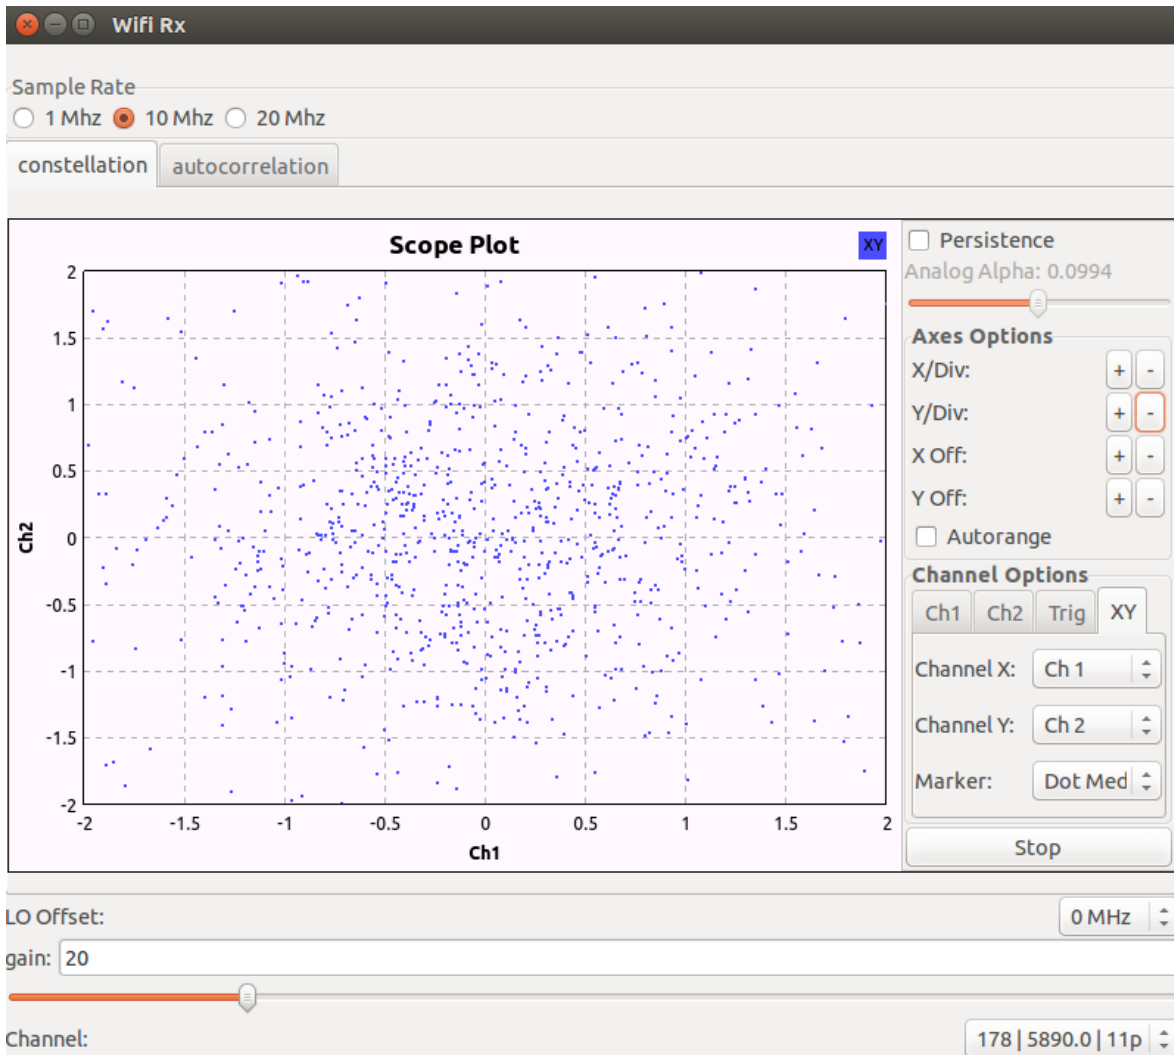 Wifi Rx
Sample Rate
1 Mhz 10 Mhz 20 Mhz
constellation autocorrelation
Scope Plot
XY
2
1.5
1
0.5
0
-0.5
-1
-1.5
-2
Ch2
-2 -1.5 -1 -0.5 0 0.5 1 1.5 2
Ch1
Persistence
Analog Alpha: 0.0994
Axes Options
X/Div: + -
Y/Div: + -
X Off: + -
Y Off: + -
Autorange
Channel Options
Ch1 Ch2 Trig XY
Channel X: Ch 1
Channel Y: Ch 2
Marker: Dot Med
Stop
LO Offset: 0 MHz
gain: 20
Channel: 178 | 5890.0 | 11p